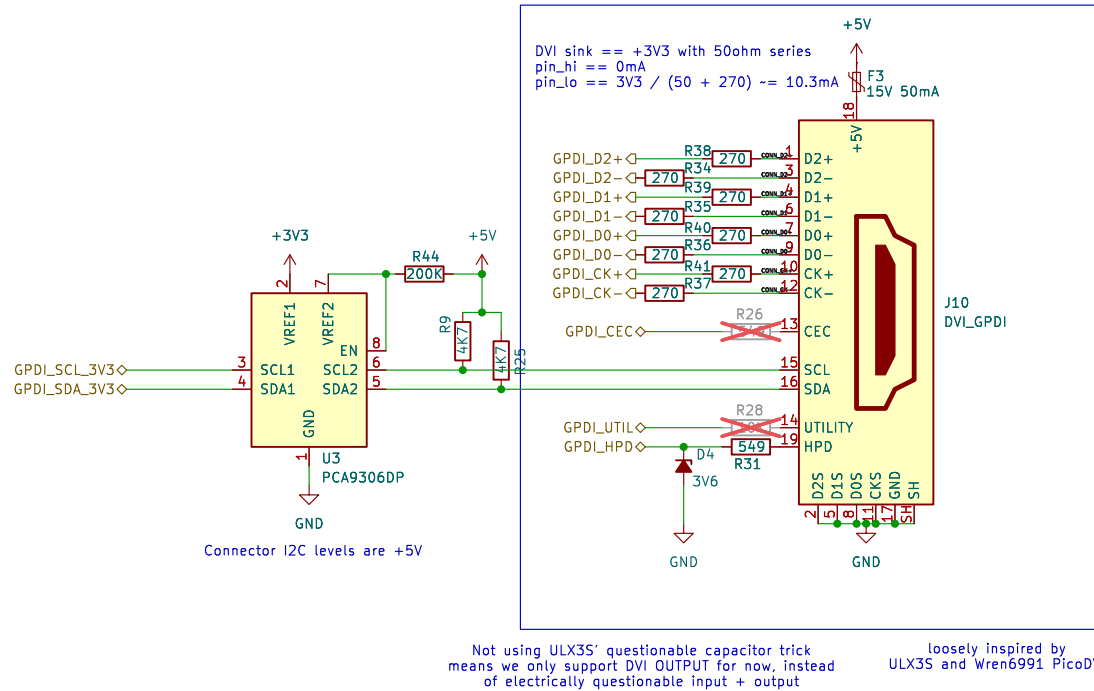 +5V
DVI sink == +3V3 with 50ohm series
pin_hi == 0mA
pin_lo == 3V3 / (50 + 270) ~= 10.3mA
F3
15V 50mA
18
+5V
GPDI_D2+ R38 270 CONN_D2+ 1 D2+
GPDI_D2- R34 270 CONN_D2- 3 D2-
GPDI_D1+ R39 270 CONN_D1+ 4 D1+
GPDI_D1- R35 270 6 D1-
GPDI_D0+ R40 270 CONN_D0+ 7 D0+
GPDI_D0- R36 270 9 D0-
GPDI_CK+ R41 270 10 CK+
GPDI_CK- R37 270 12 CK-
GPDI_CEC R26 13 CEC
15 SCL
16 SDA
GPDI_UTIL R28 14 UTILITY
GPDI_HPD 549 19 HPD
R31
D4
3V6
GND
J10
DVI_GPDI
D2S D1S D0S CKS GND SH
2 5 8 11 17 SH
GND
+3V3
+5V
R44
200K
2 7
VREF1 VREF2
R9
4K7
4K7
R25
EN 8
GPDI_SCL_3V3 3 SCL1 SCL2 6
GPDI_SDA_3V3 4 SDA1 SDA2 5
GND
1
U3
PCA9306DP
GND
Connector I2C levels are +5V
Not using ULX3S' questionable capacitor trick
means we only support DVI OUTPUT for now, instead
of electrically questionable input + output
loosely inspired by
ULX3S and Wren6991